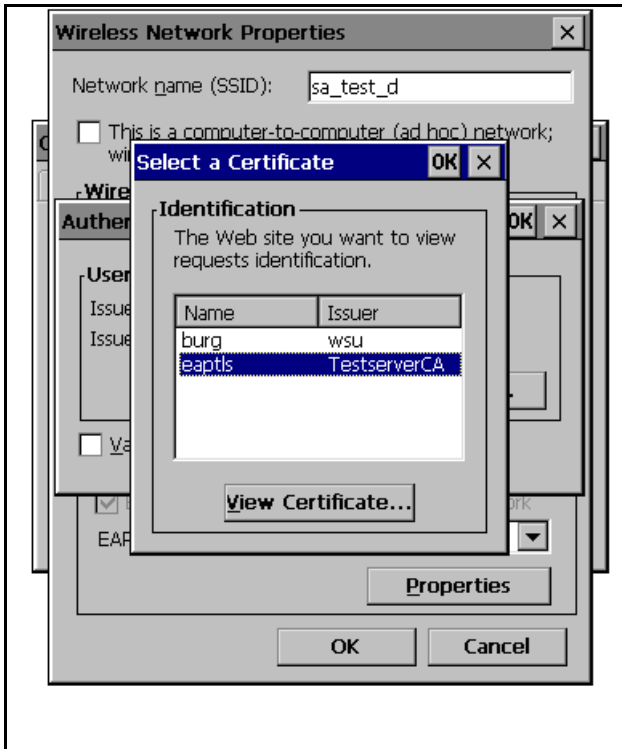 Wireless Network Properties
Network name (SSID): sa_test_d
This is a computer-to-computer (ad hoc) network;
Select a Certificate OK
Identification
The Web site you want to view
requests identification.
Name Issuer
burg wsu
eaptls TestserverCA
View Certificate...
OK
User
EAP
Properties
OK Cancel